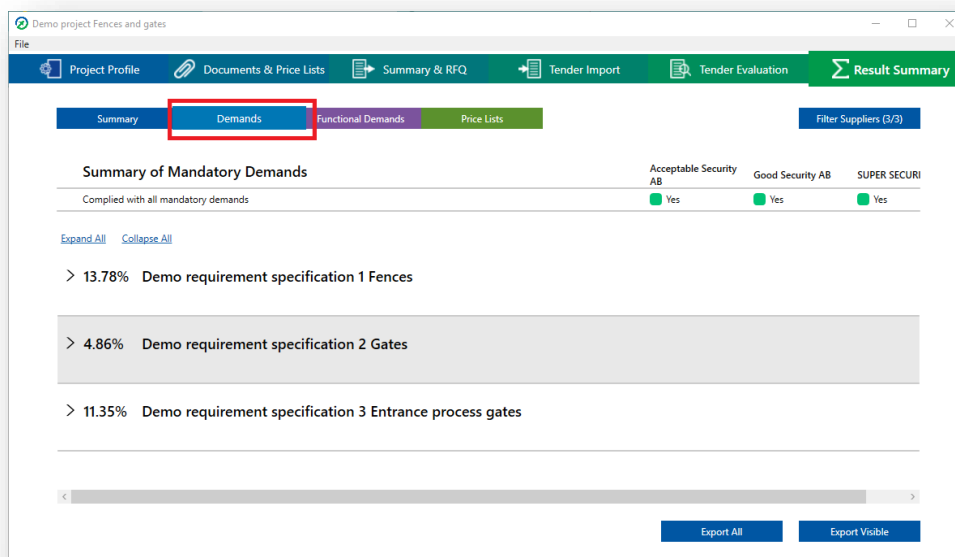 Demo project Fences and gates
File
Project Profile Documents & Price Lists Summary & RFQ Tender Import Tender Evaluation Result Summary
Summary Demands Functional Demands Price Lists Filter Suppliers (3/3)
Summary of Mandatory Demands Acceptable Security AB Good Security AB SUPER SECURI
Complied with all mandatory demands Yes Yes Yes
Expand All Collapse All
13.78% Demo requirement specification 1 Fences
4.86% Demo requirement specification 2 Gates
11.35% Demo requirement specification 3 Entrance process gates
Export All Export Visible